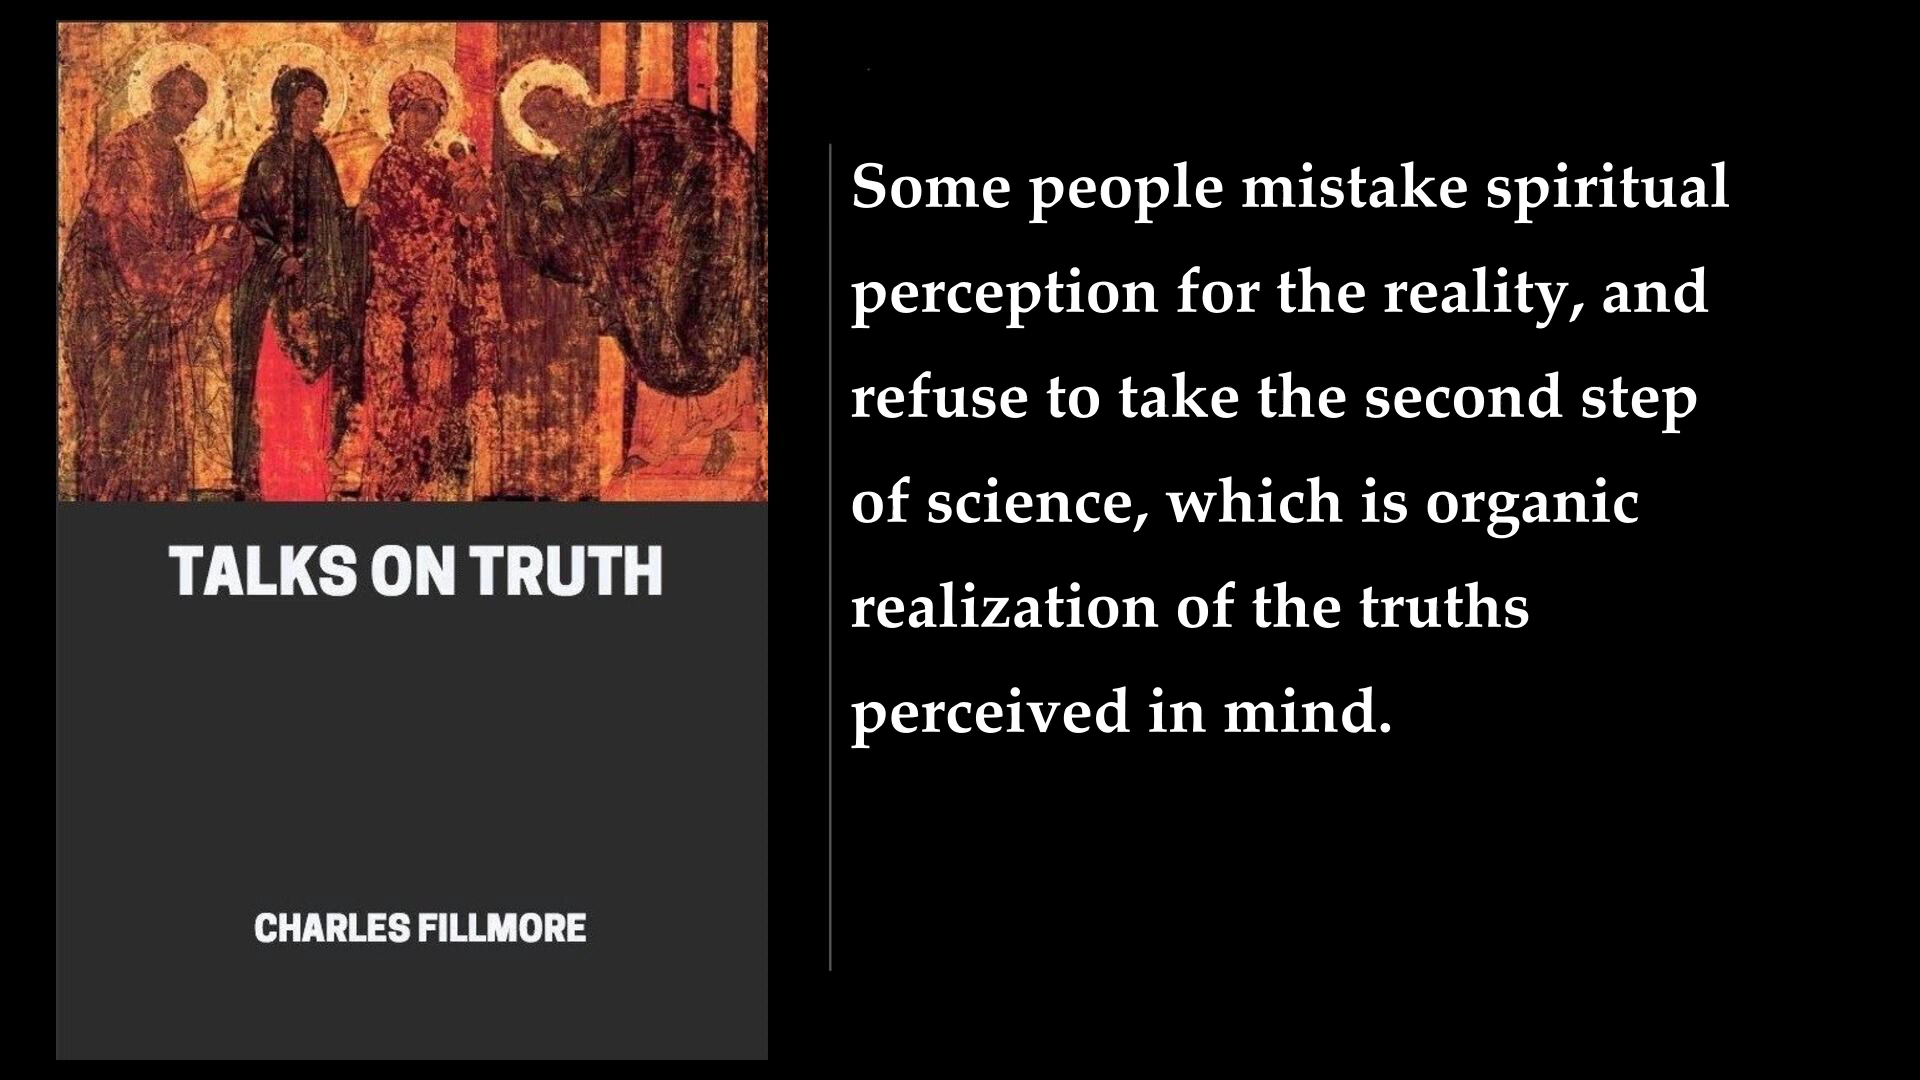 TALKS ON TRUTH
CHARLES FILLMORE
Some people mistake spiritual
perception for the reality, and
refuse to take the second step
of science, which is organic
realization of the truths
perceived in mind.